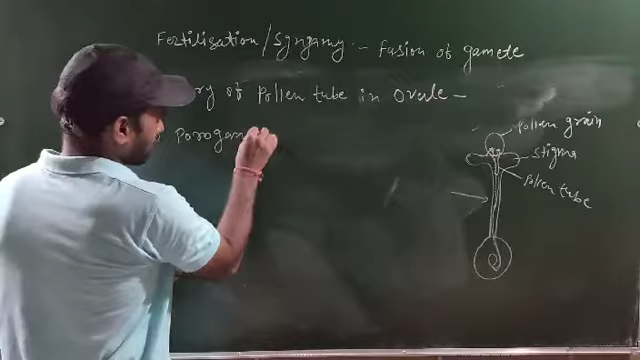 Fertilisation / Syngamy :- Fusion of gamete
ry of Pollen tube in Ovule -
Porogam
Pollen grain
Stigma
Pollen tube